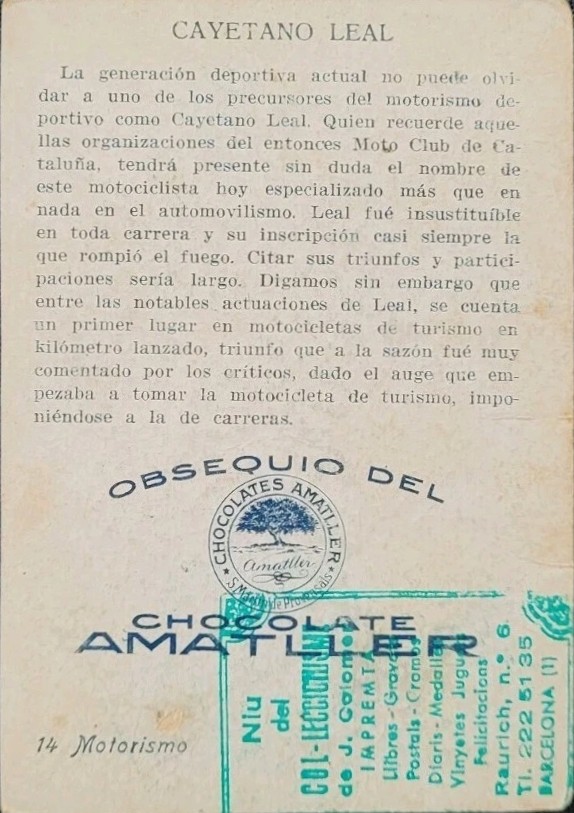 CAYETANO LEAL
La generación deportiva actual no puede olvi-
dar a uno de los precursores del motorismo de-
portivo como Cayetano Leal. Quien recuerde aque-
llas organizaciones del entonces Moto Club de Ca-
taluña, tendrá presente sin duda el nombre de
este motociclista hoy especializado más que en
nada en el automovilismo. Leal fué insustituíble
en toda carrera y su inscripción casi siempre la
que rompió el fuego. Citar sus triunfos y partici-
paciones sería largo. Digamos sin embargo que
entre las notables actuaciones de Leal, se cuenta
un primer lugar en motocicletas de turismo en
kilómetro lanzado, triunfo que a la sazón fué muy
comentado por los críticos, dado el auge que em-
pezaba a tomar la motocicleta de turismo, impo-
niéndose a la de carreras.
OBSEQUIO DEL
CHOCOLATES AMATLLER
Amatller
S. Martin de Provensals
CHOCOLATE
AMATLLER
14 Motorismo
Niu
del
COL-LECCIONISME
de J. Colom
IMPREMTA
Llibres - Grava
Postals - Cromos
Diaris - Medalles
Vinyetes Jugu
Felicitacions
Raurich, n.° 6
Tl. 222 51 35
BARCELONA (1)